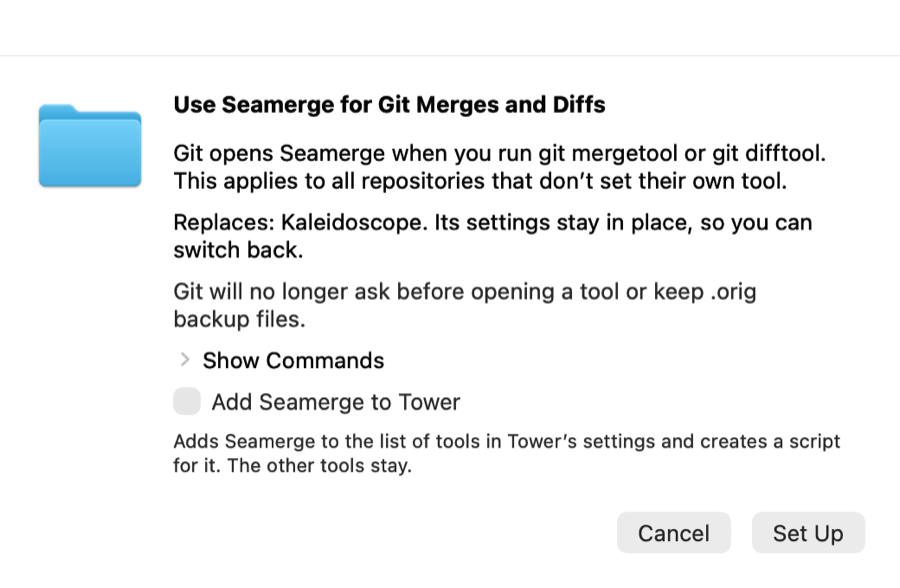 Use Seamerge for Git Merges and Diffs
Git opens Seamerge when you run git mergetool or git difftool.
This applies to all repositories that don’t set their own tool.
Replaces: Kaleidoscope. Its settings stay in place, so you can
switch back.
Git will no longer ask before opening a tool or keep .orig
backup files.
Show Commands
Add Seamerge to Tower
Adds Seamerge to the list of tools in Tower’s settings and creates a script
for it. The other tools stay.
Cancel
Set Up